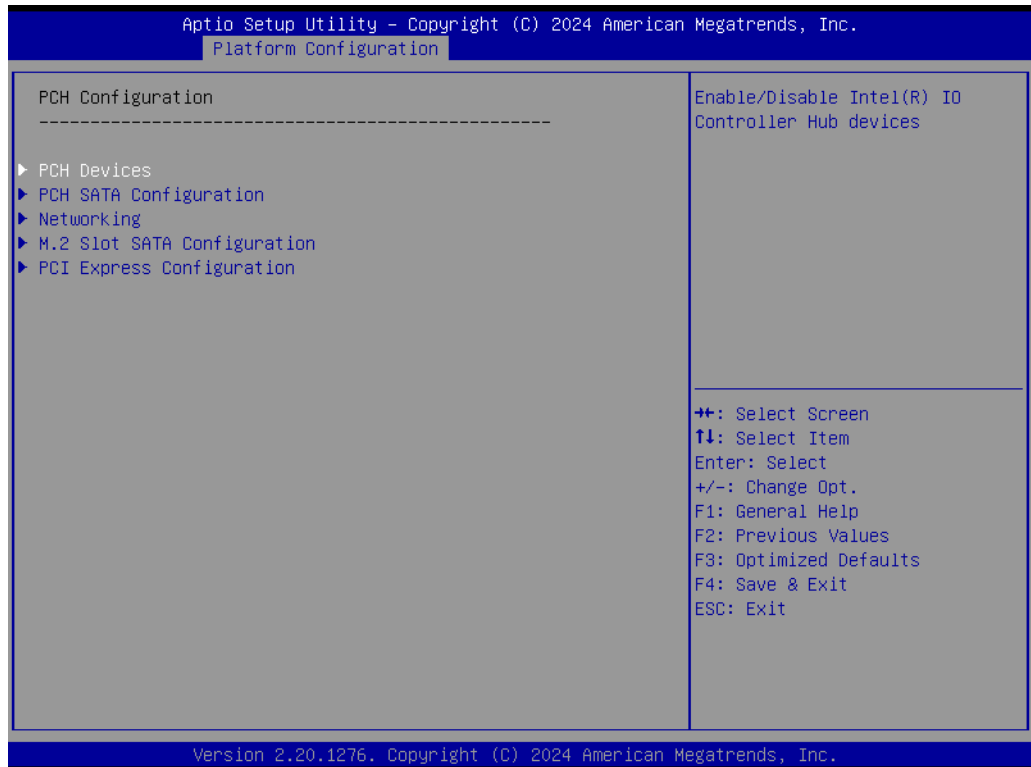 Aptio Setup Utility – Copyright (C) 2024 American Megatrends, Inc.
Platform Configuration
PCH Configuration
--------------------------------------------------
▶ PCH Devices
▶ PCH SATA Configuration
▶ Networking
▶ M.2 Slot SATA Configuration
▶ PCI Express Configuration
Enable/Disable Intel(R) IO
Controller Hub devices
→←: Select Screen
↑↓: Select Item
Enter: Select
+/-: Change Opt.
F1: General Help
F2: Previous Values
F3: Optimized Defaults
F4: Save & Exit
ESC: Exit
Version 2.20.1276. Copyright (C) 2024 American Megatrends, Inc.